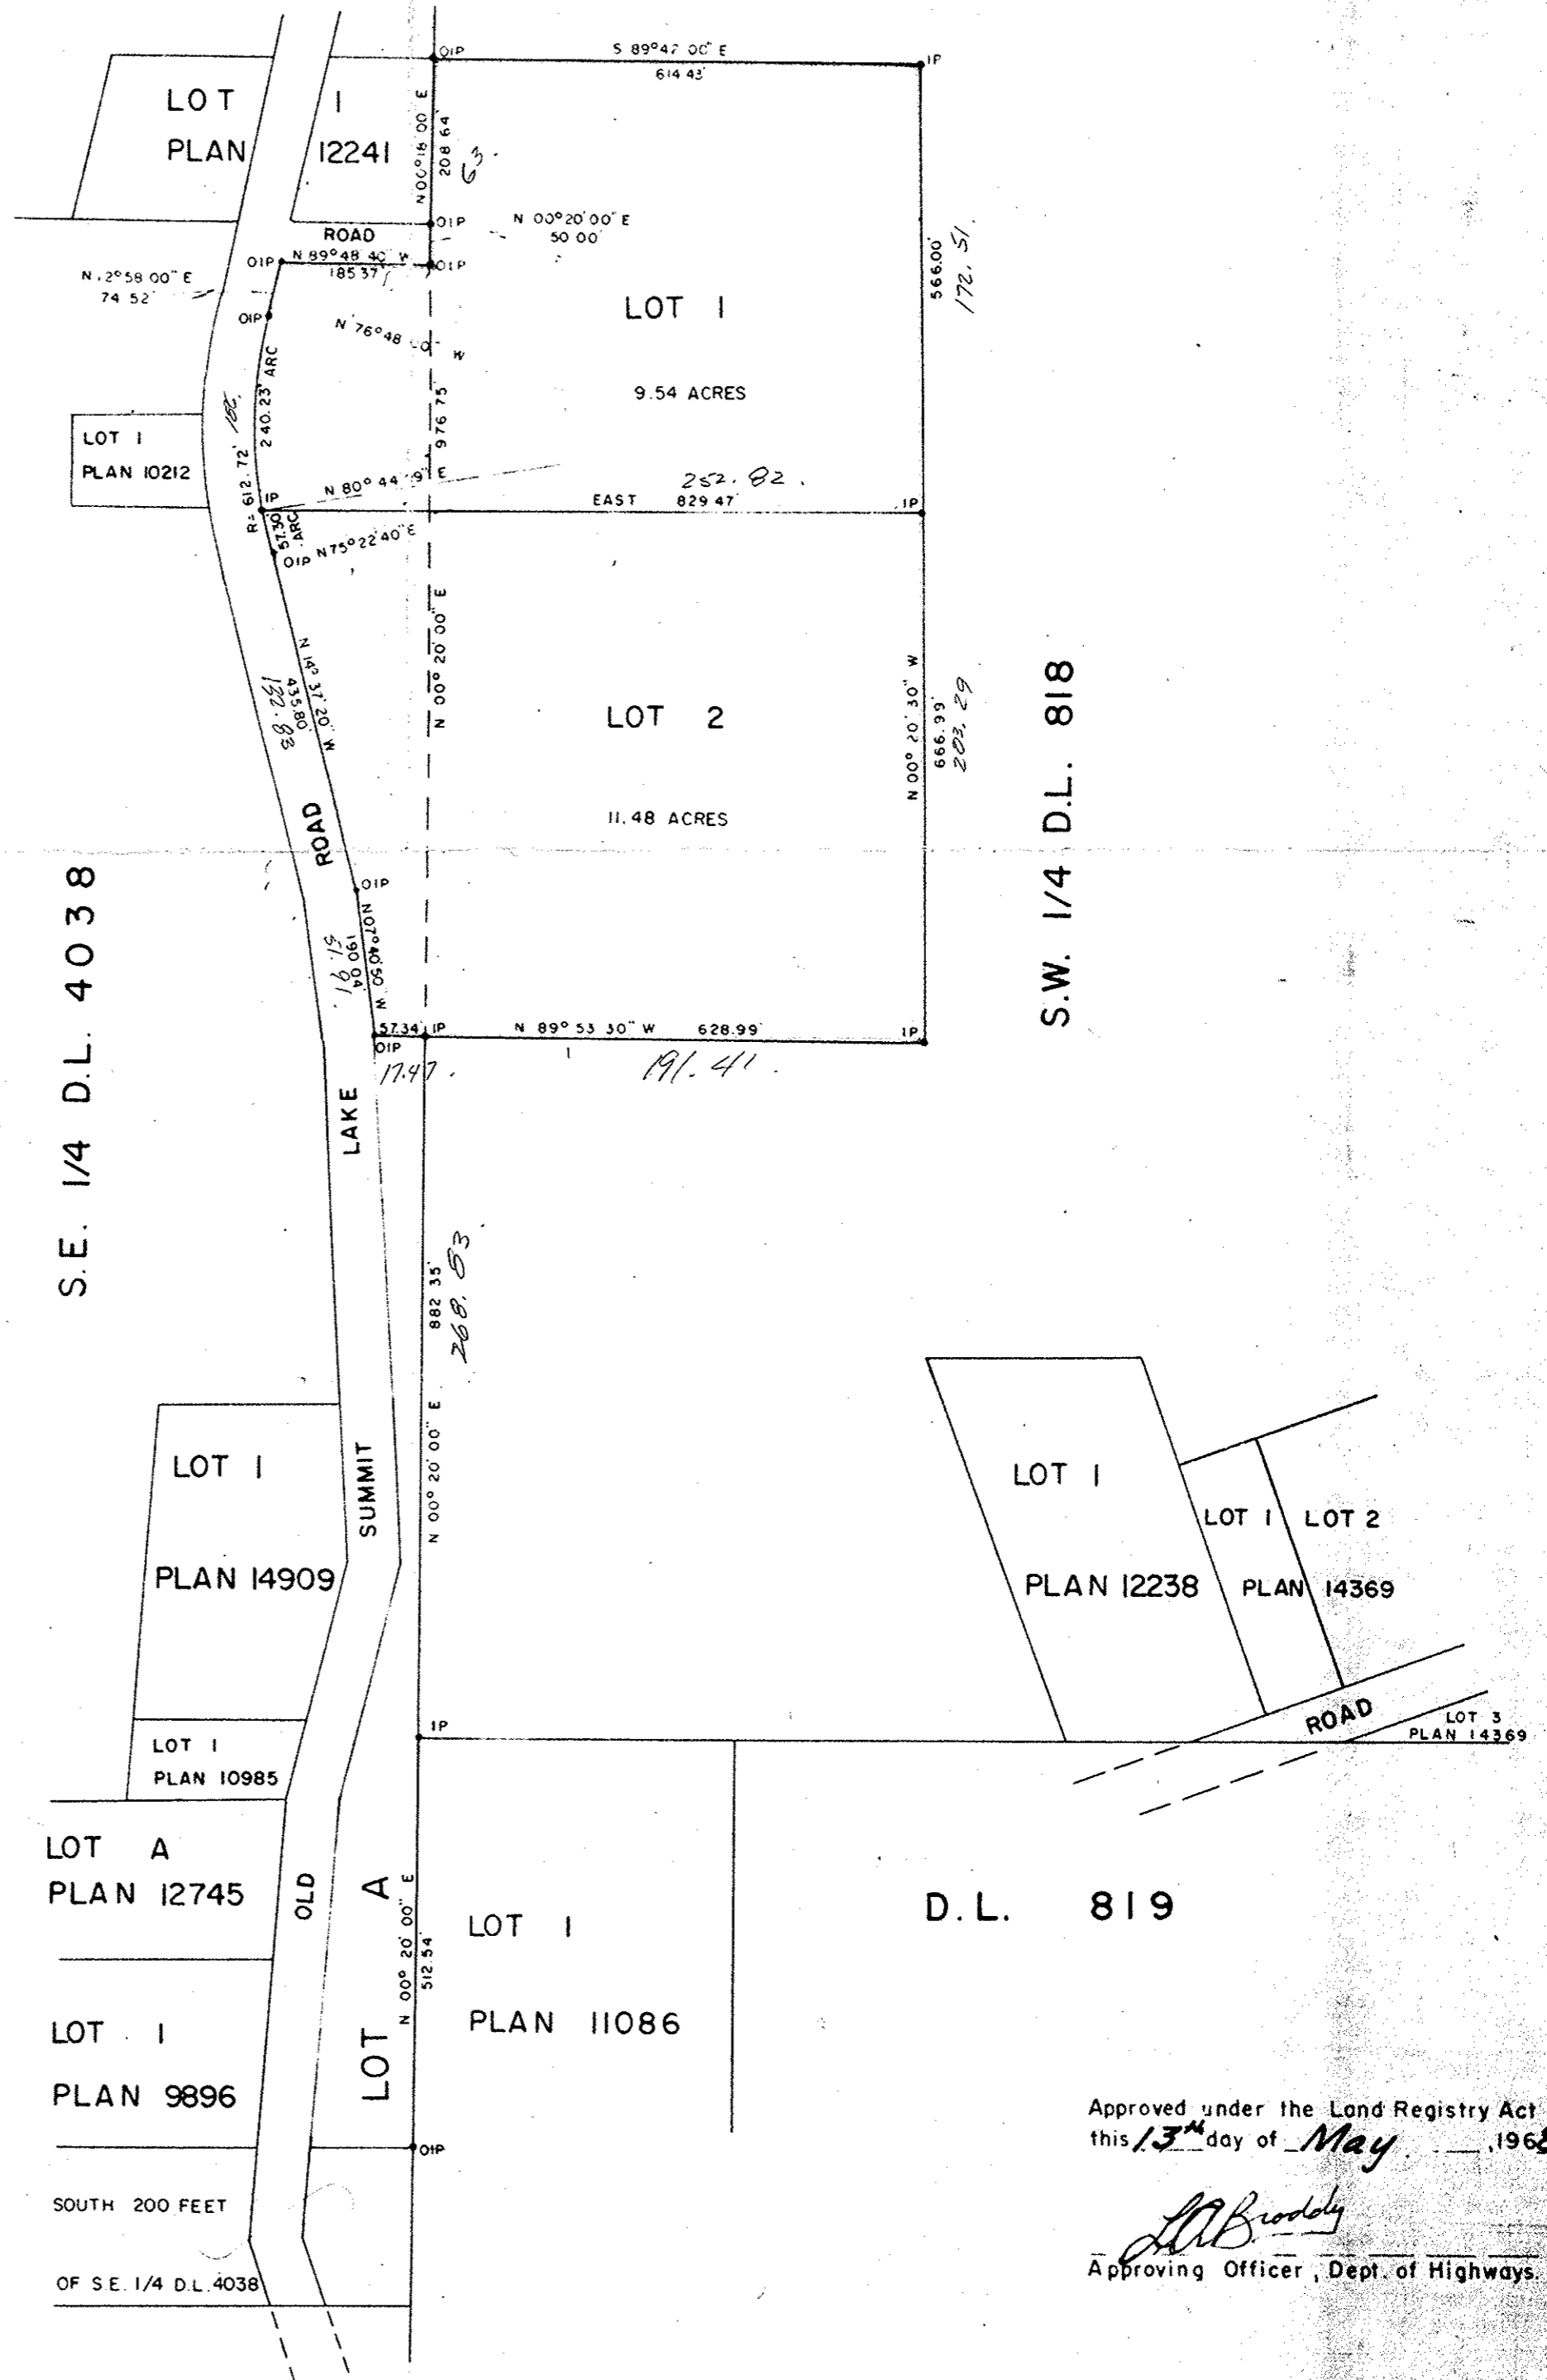 OIP
S 89°47' 00" E
614.43'
IP
LOT 1
PLAN 12241
208.64'
63.
OIP
N 00°20'00" E
50.00'
ROAD
N 89°48'40" W
185.37'
OIP
OIP
74.52'
OIP
N 76°48' W
LOT 1
9.54 ACRES
566.00'
172.51.
240.23' ARC
R= 612.72'
976.75'
LOT 1
PLAN 10212
IP
N 80°44' E
252.82.
EAST 829.47'
IP
57.30' ARC
OIP
N 75°22'40" E
N 14° 37' 20" W
435.80'
132.83
N 00° 20' 00" E
LOT 2
11.48 ACRES
N 00° 20' 30" W
666.99'
203.29
S.W. 1/4 D.L. 818
S.E. 1/4 D.L. 4038
ROAD
OIP
N 07°40'50" W
190.04'
57.91.
57.34' IP
N 89° 53' 30" W 628.99'
IP
OIP
17.47.
191.41.
LAKE
882.35'
268.53.
N 00° 20' 00" E
SUMMIT
LOT 1
PLAN 14909
LOT 1
PLAN 12238
LOT 1
LOT 2
PLAN 14369
ROAD
LOT 3
PLAN 14369
IP
LOT 1
PLAN 10985
LOT A
PLAN 12745
OLD
LOT A
N 00° 20' 00" E
512.54'
LOT 1
PLAN 11086
D.L. 819
LOT 1
PLAN 9896
OIP
SOUTH 200 FEET
OF S.E. 1/4 D.L. 4038
Approved under the Land Registry Act
this 13th day of May
L A Broddy
Approving Officer, Dept. of Highways.